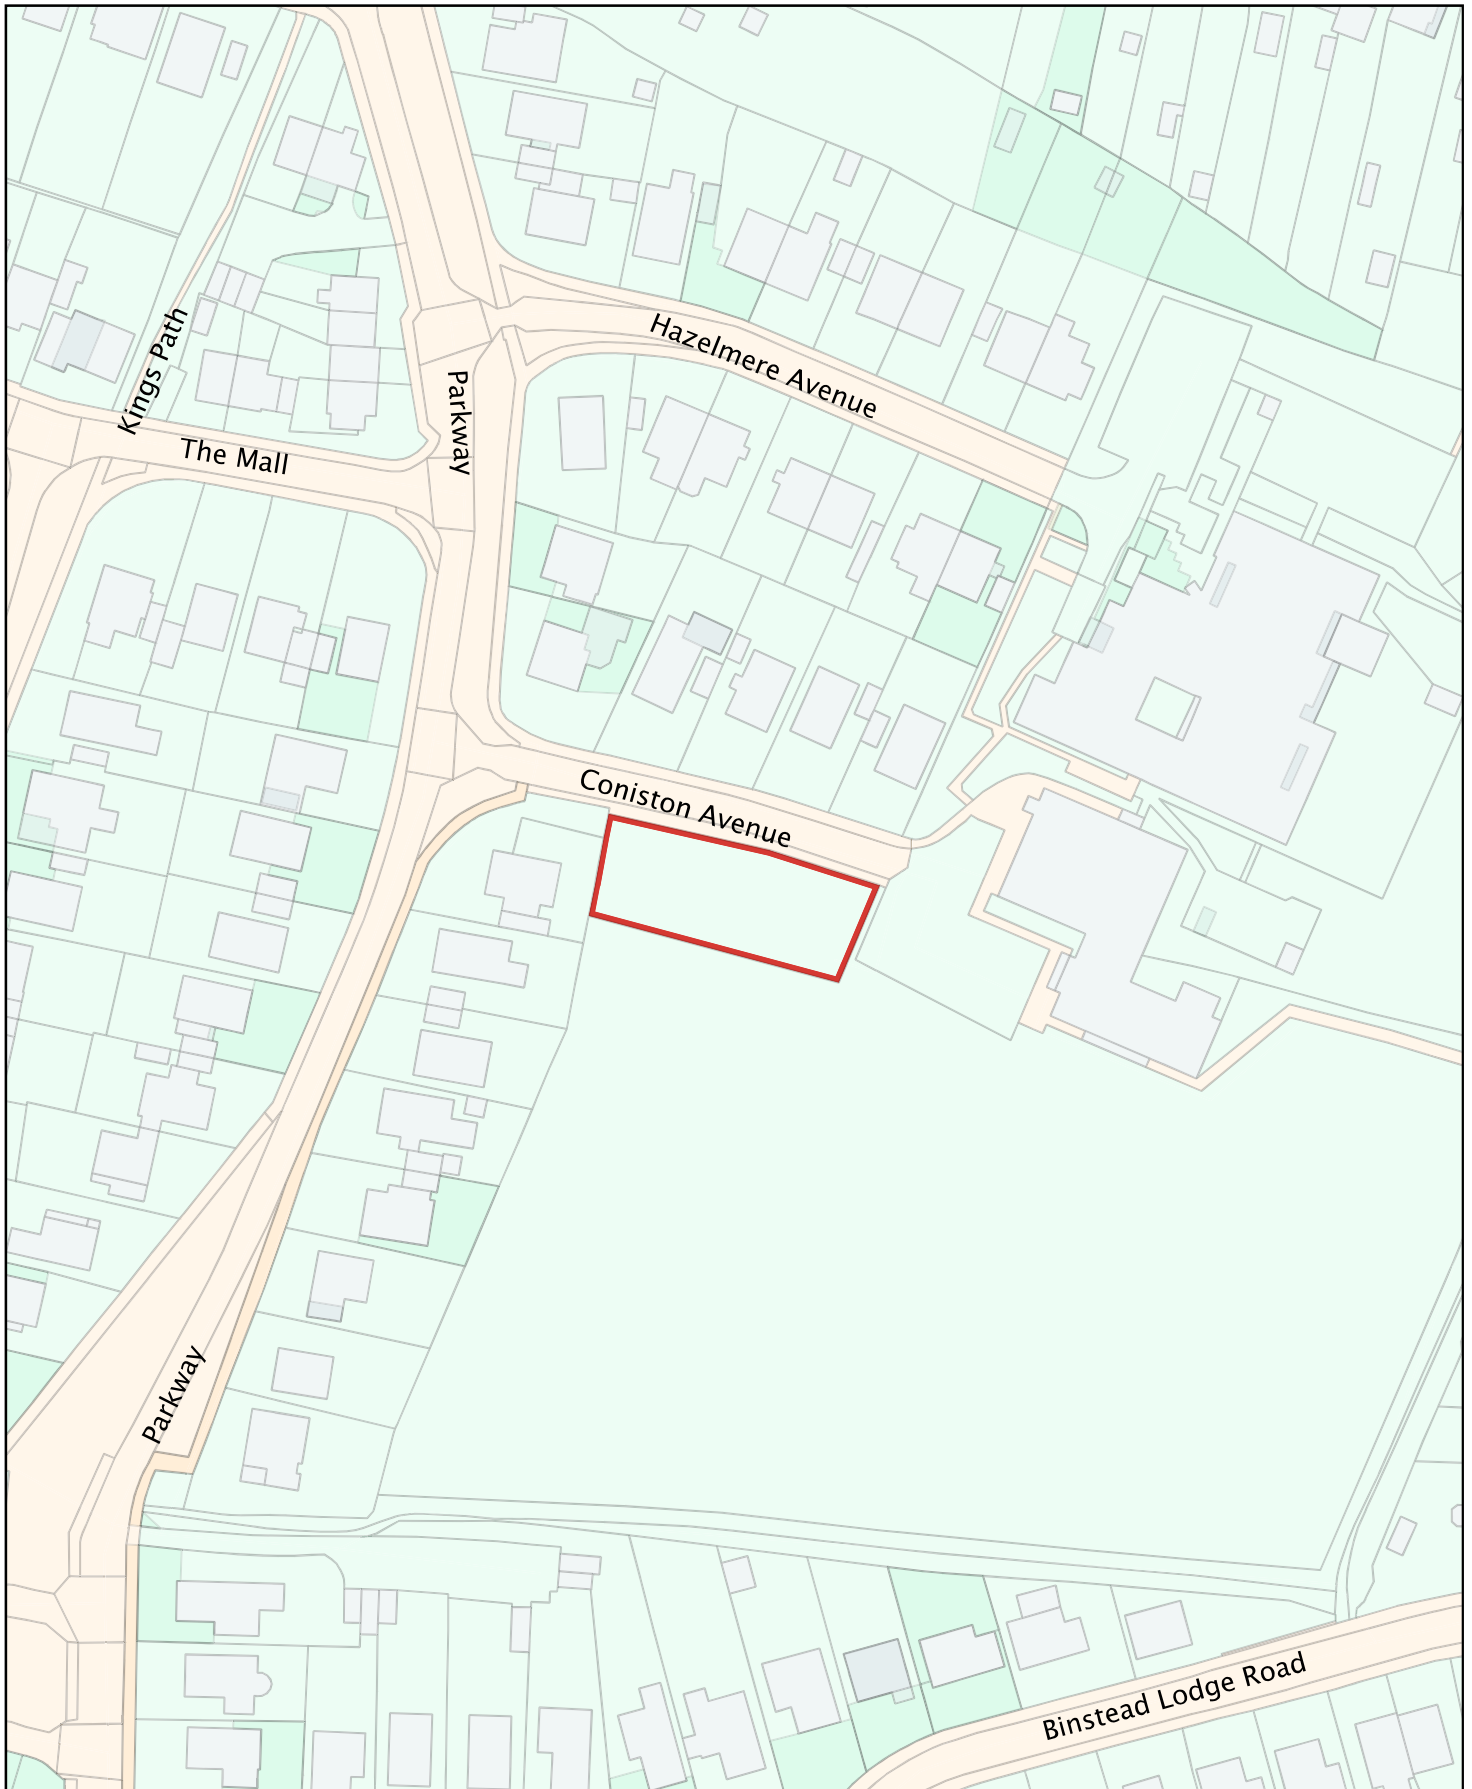 Hazelmere Avenue
Kings Path
Parkway
The Mall
Coniston Avenue
Parkway
Binstead Lodge Road